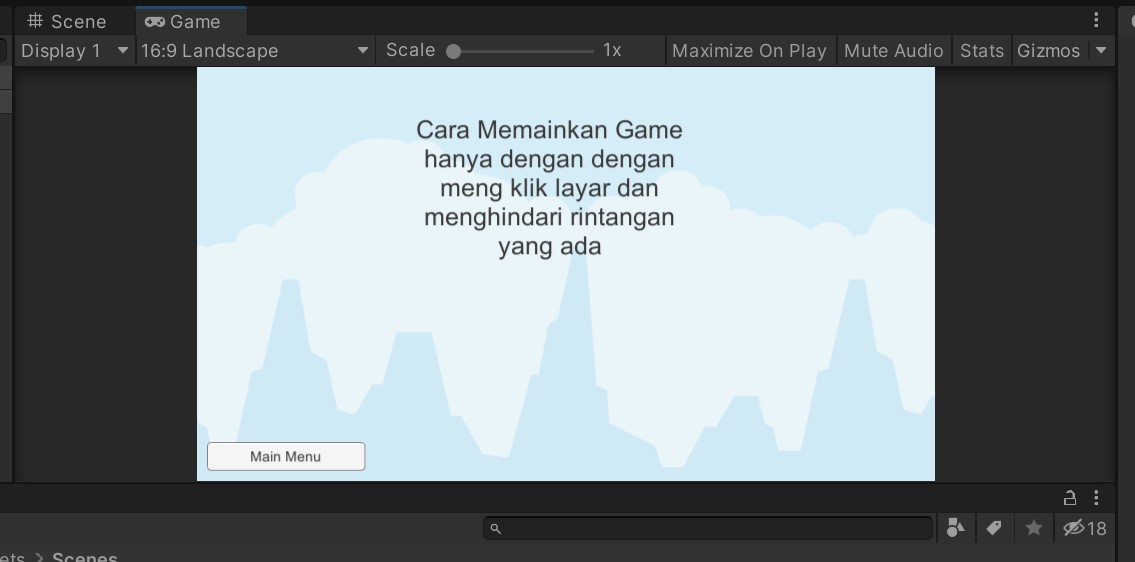 Scene
Game
Display 1
16:9 Landscape
Scale
1x
Maximize On Play
Mute Audio
Stats
Gizmos
Cara Memainkan Game
hanya dengan dengan
meng klik layar dan
menghindari rintangan
yang ada
Main Menu
18
ets > Scenes